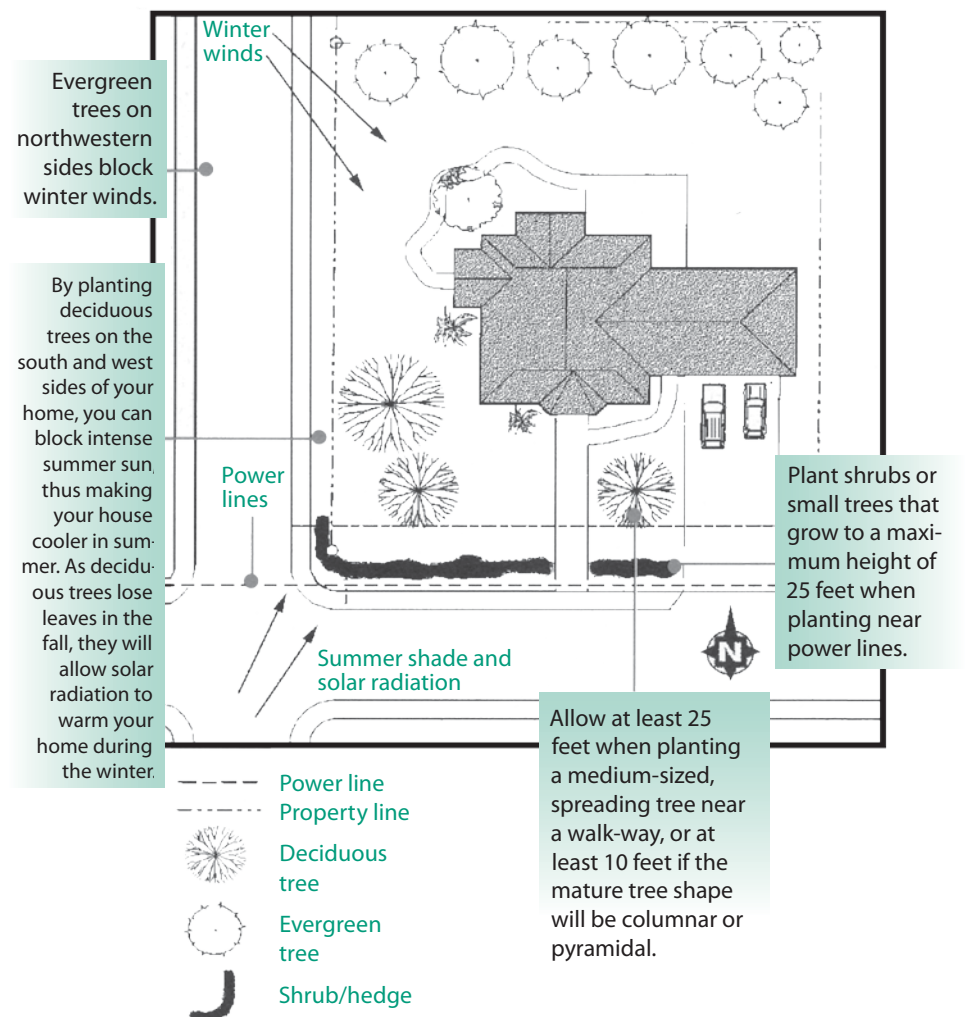 Winter
winds
Evergreen
trees on
northwestern
sides block
winter winds.
By planting
deciduous
trees on the
south and west
sides of your
home, you can
block intense
summer sun,
thus making
your house
cooler in sum-
mer. As decidu-
ous trees lose
leaves in the
fall, they will
allow solar
radiation to
warm your
home during
the winter.
Power
lines
Plant shrubs or
small trees that
grow to a maxi-
mum height of
25 feet when
planting near
power lines.
N
Summer shade and
solar radiation
Allow at least 25
feet when planting
a medium-sized,
spreading tree near
a walk-way, or at
least 10 feet if the
mature tree shape
will be columnar or
pyramidal.
Power line
Property line
Deciduous
tree
Evergreen
tree
Shrub/hedge